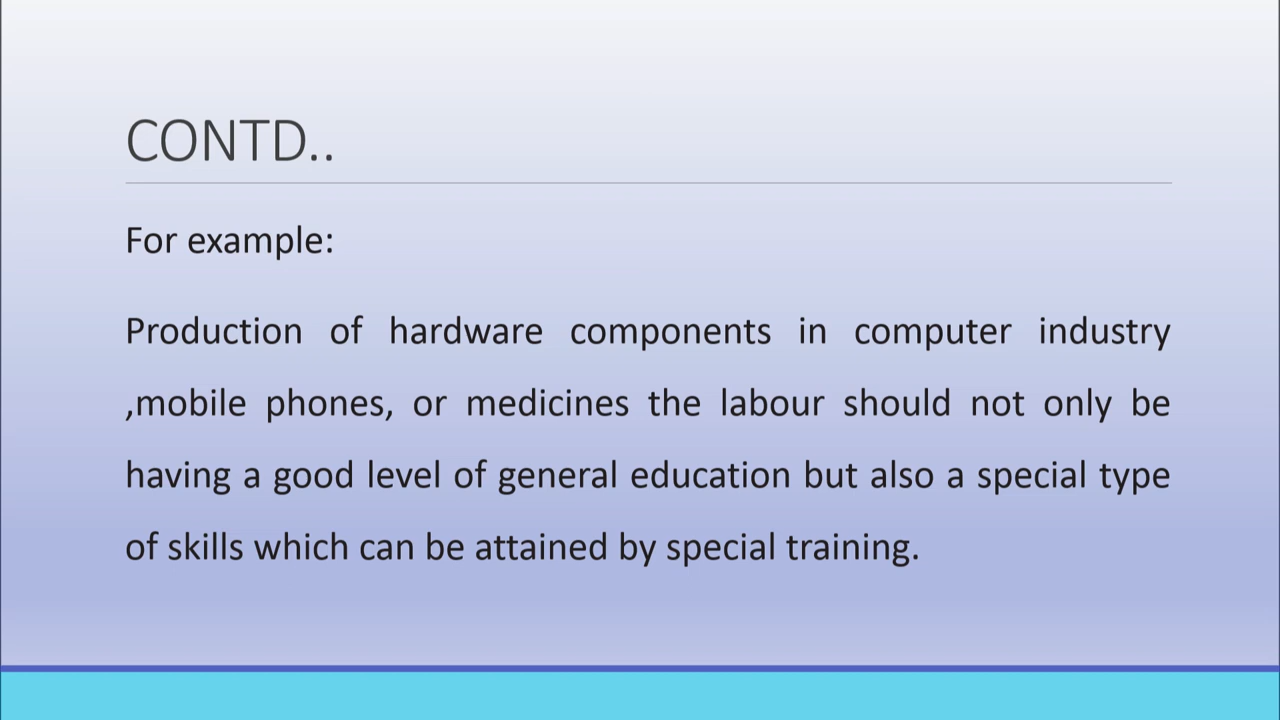 CONTD..
For example:
Production of hardware components in computer industry
,mobile phones, or medicines the labour should not only be
having a good level of general education but also a special type
of skills which can be attained by special training.